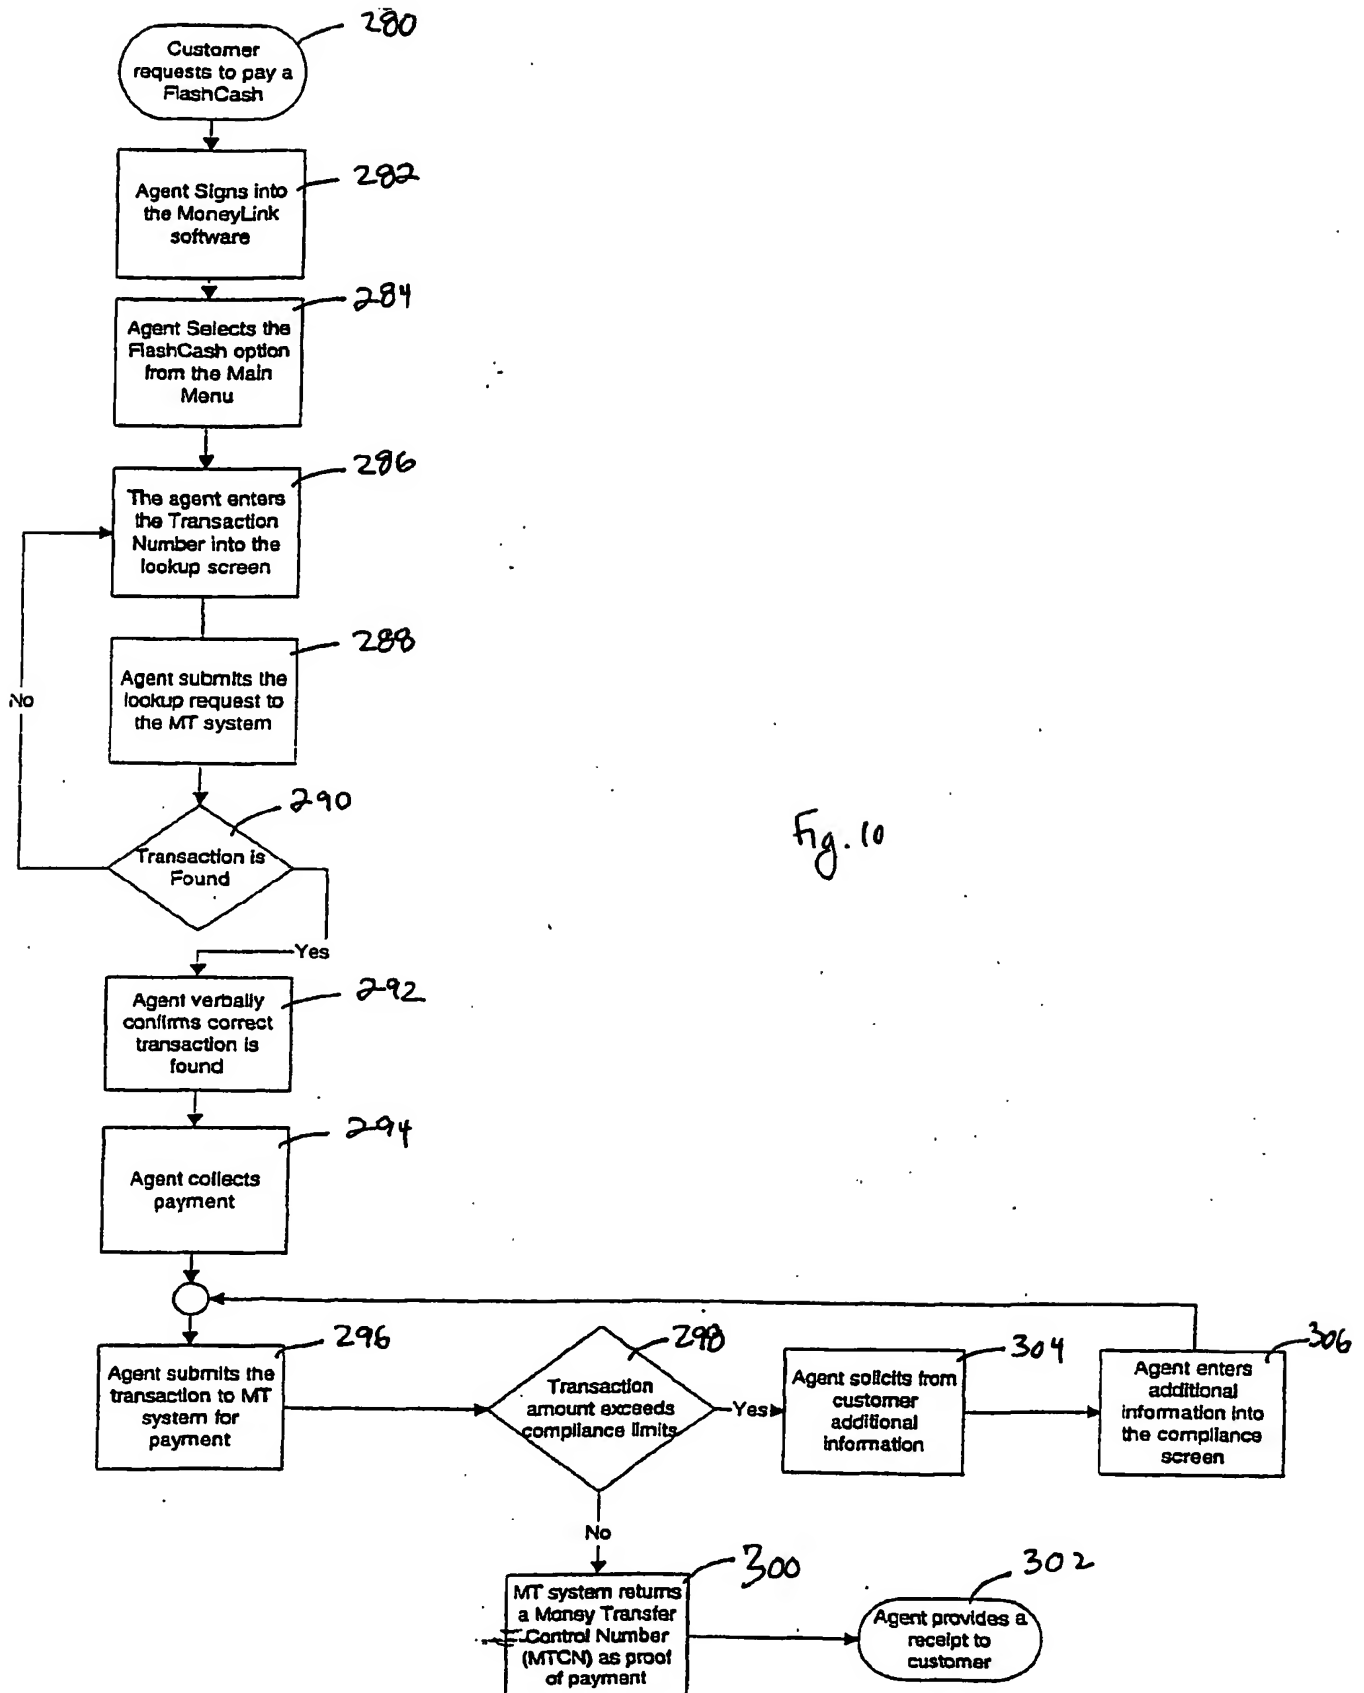 280
Customer
requests to pay a
FlashCash
282
Agent Signs into
the MoneyLink
software
284
Agent Selects the
FlashCash option
from the Main
Menu
286
The agent enters
the Transaction
Number into the
lookup screen
288
Agent submits the
lookup request to
the MT system
No
290
Transaction is
Found
Fig. 10
Yes
292
Agent verbally
confirms correct
transaction is
found
294
Agent collects
payment
296
Agent submits the
transaction to MT
system for
payment
298
Transaction
amount exceeds
compliance limits
Yes
304
Agent solicits from
customer
additional
information
306
Agent enters
additional
information into
the compliance
screen
No
300
MT system returns
a Money Transfer
Control Number
(MTCN) as proof
of payment
302
Agent provides a
receipt to
customer